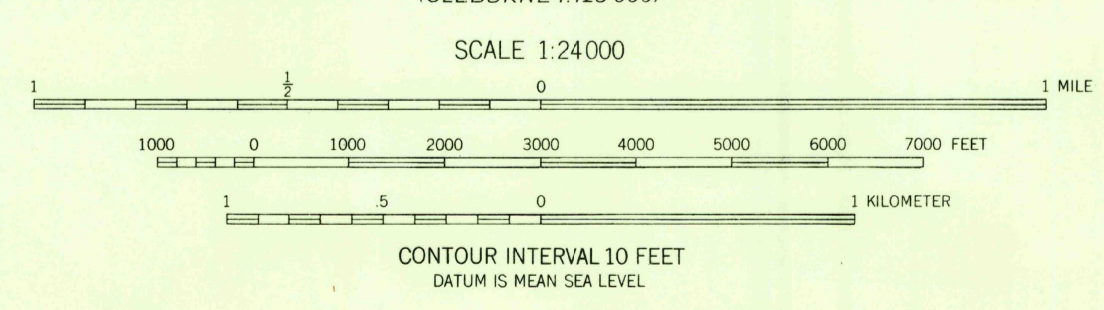 SCALE 1:24000
1 ½ 0 1 MILE
1000 0 1000 2000 3000 4000 5000 6000 7000 FEET
1 .5 0 1 KILOMETER
CONTOUR INTERVAL 10 FEET
DATUM IS MEAN SEA LEVEL